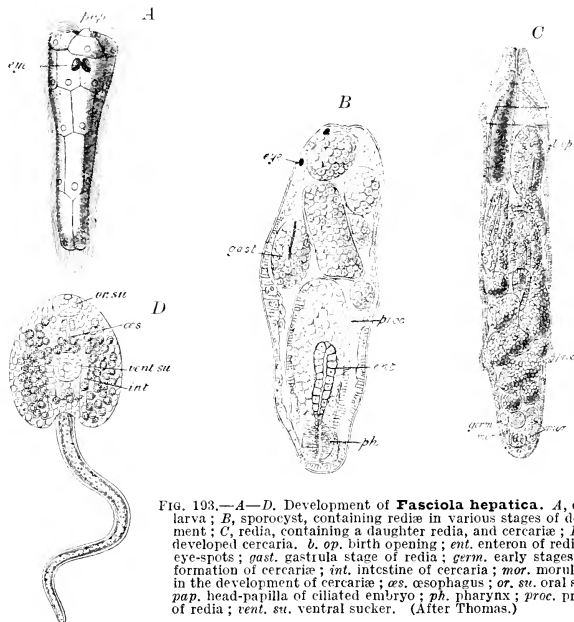 pap
A
eye
C
B
b.op
eye
gast
or.su
D
œs
proc
vent su
int
ent
proc
germ
mor
ph.
FIG. 193.—A—D. Development of Fasciola hepatica. A,
larva ; B, sporocyst, containing rediæ in various stages of de
ment ; C, redia, containing a daughter redia, and cercariæ ;
developed cercaria. b. op. birth opening ; ent. enteron of redi
eye-spots ; gast. gastrula stage of redia ; germ. early stages
formation of cercariæ ; int. intestine of cercaria ; mor. morul
in the development of cercariæ ; œs. œsophagus ; or. su. oral s
pap. head-papilla of ciliated embryo ; ph. pharynx ; proc. pr
of redia ; vent. su. ventral sucker. (After Thomas.)